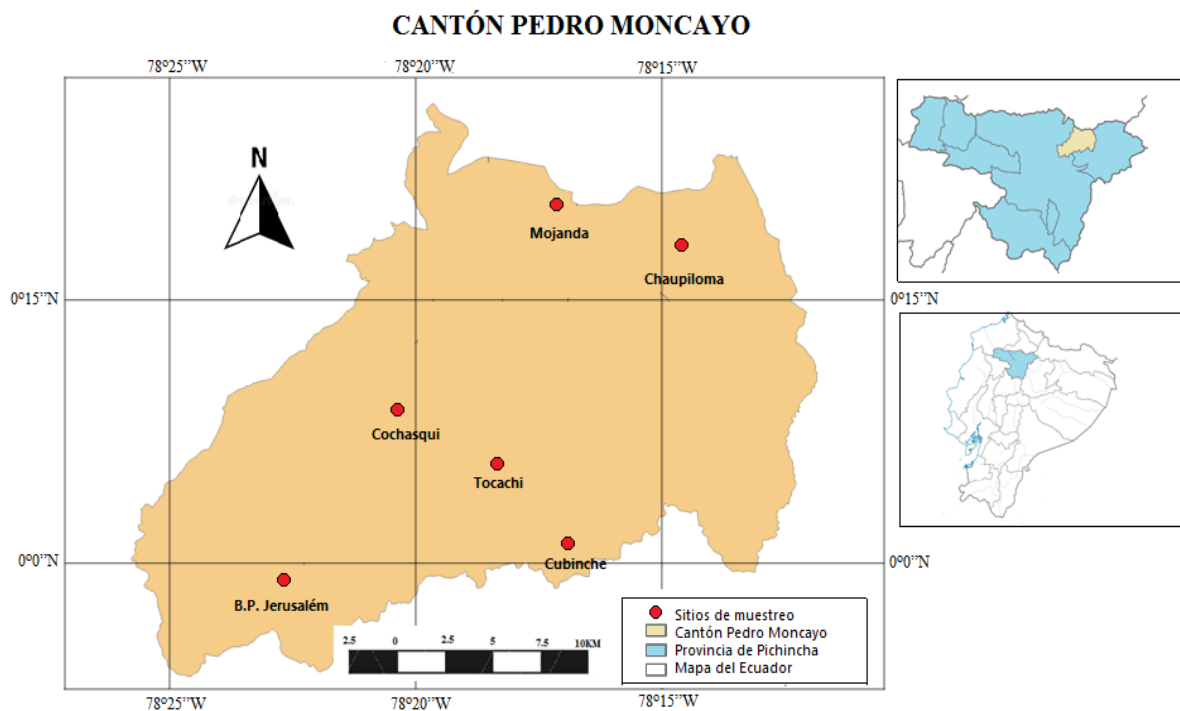 CANTÓN PEDRO MONCAYO
78°25’’W 78°20’’W 78°15’’W
N
Mojanda
Chaupiloma
0°15’’N 0°15’’N
Cochasqui
Tocachi
0°0’’N 0°0’’N
Cubinche
B.P. Jerusalém
2.5 0 2.5 5 7.5 10KM
Sitios de muestreo
Cantón Pedro Moncayo
Provincia de Pichincha
Mapa del Ecuador
78°25’’W 78°20’’W 78°15’’W